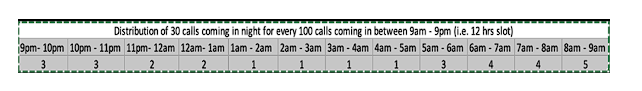 Distribution of 30 calls coming in night for every 100 calls coming in between 9am - 9pm (i.e. 12 hrs slot)
9pm- 10pm 10pm - 11pm 11pm- 12am 12am- 1am 1am - 2am 2am - 3am 3am - 4am 4am - 5am 5am - 6am 6am - 7am 7am - 8am 8am - 9am
3 3 2 2 1 1 1 1 3 4 4 5